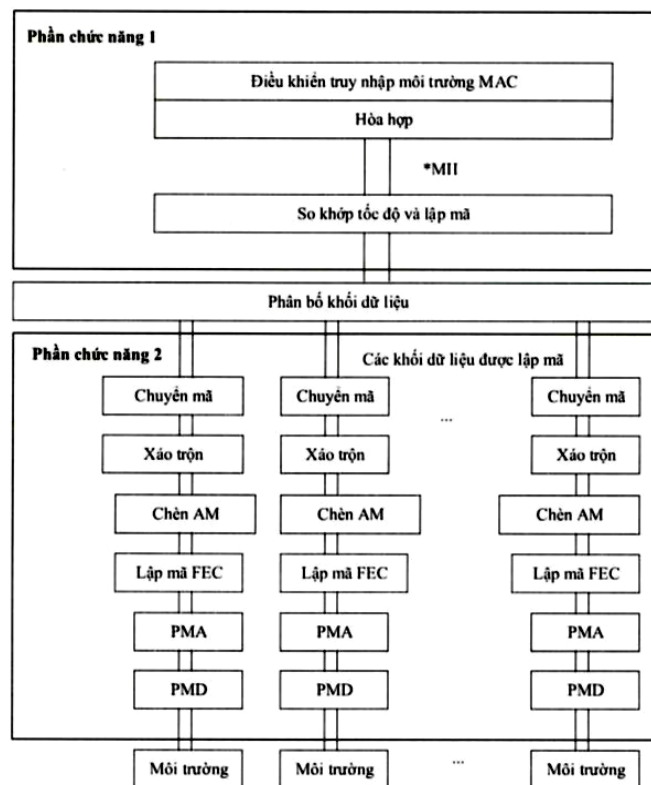 Phần chức năng 1
Điều khiển truy nhập môi trường MAC
Hòa hợp
*MII
So khớp tốc độ và lập mã
Phân bố khối dữ liệu
Phần chức năng 2
Các khối dữ liệu được lập mã
Chuyển mã Chuyển mã ... Chuyển mã
Xáo trộn Xáo trộn Xáo trộn
Chèn AM Chèn AM Chèn AM
Lập mã FEC Lập mã FEC Lập mã FEC
PMA PMA PMA
PMD PMD PMD
Môi trường Môi trường ... Môi trường